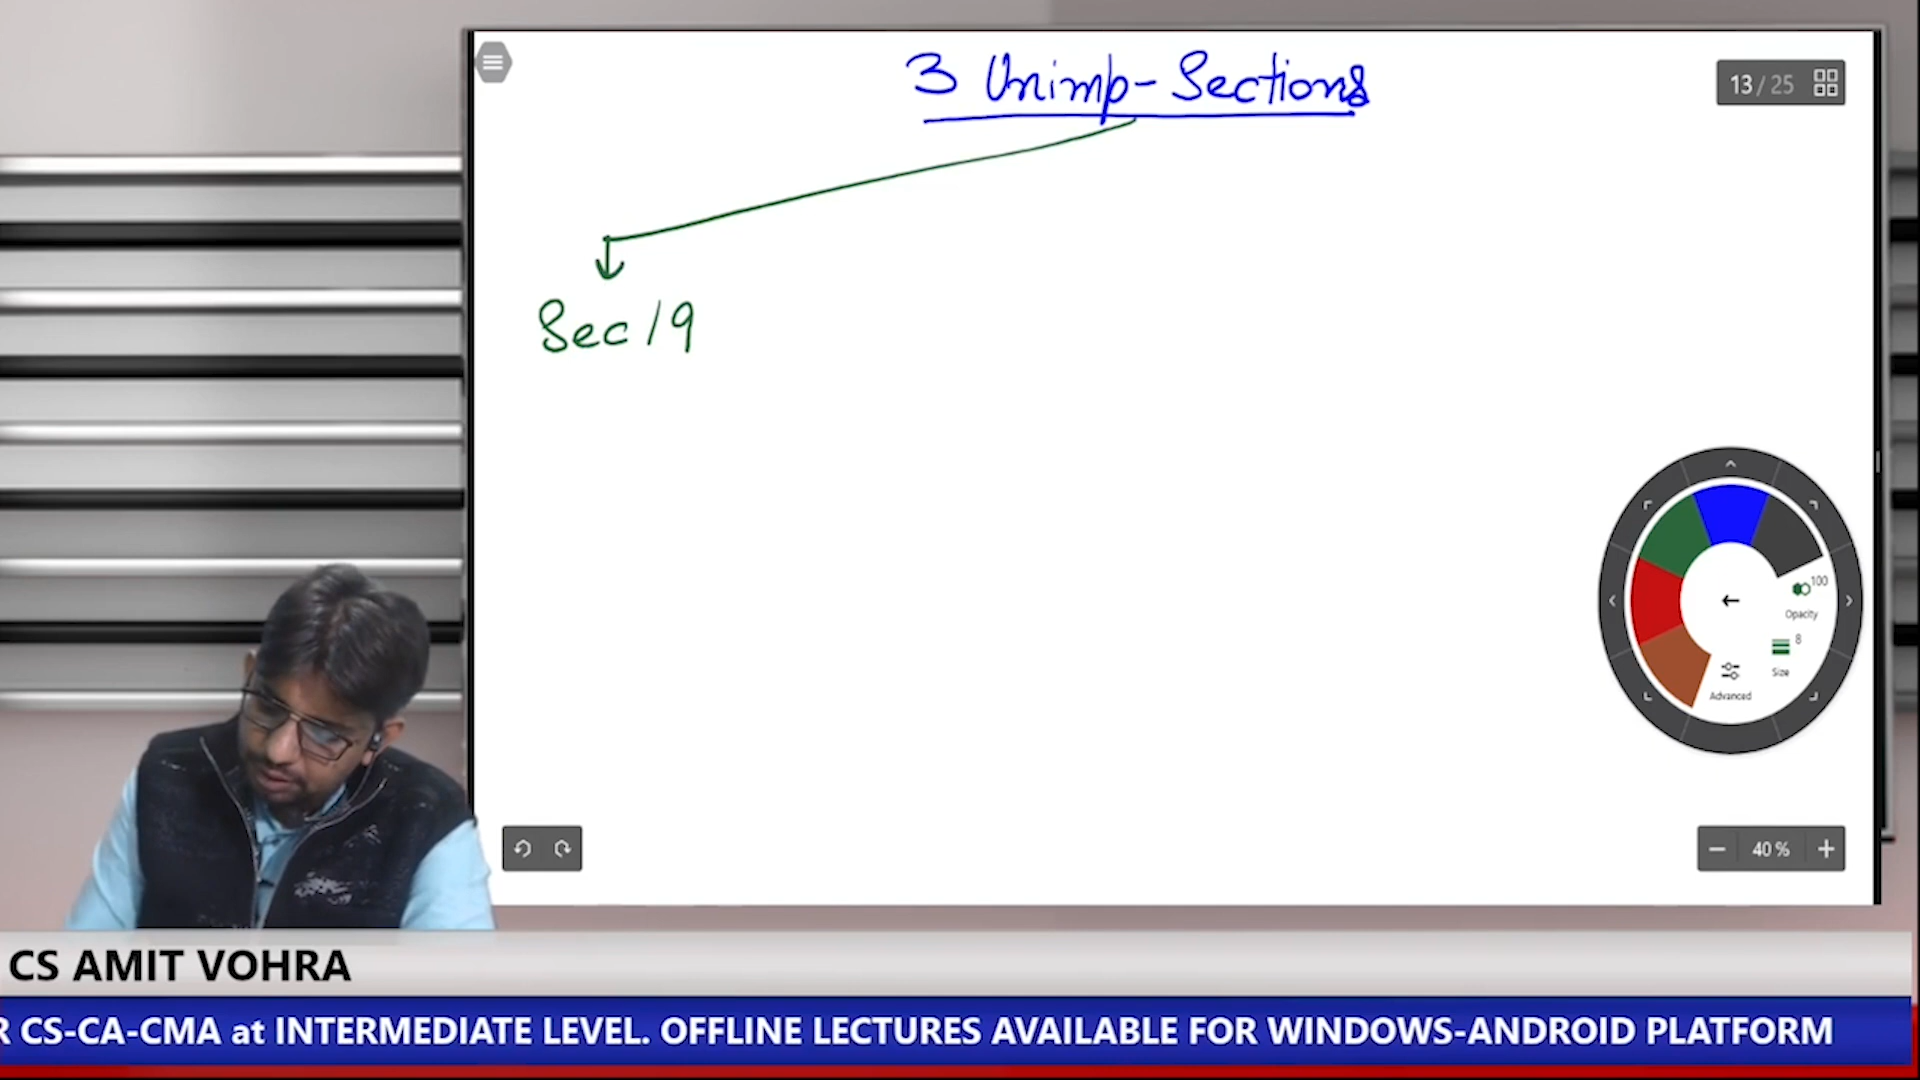 3 Unimp-Sections
13 / 25
Sec 19
100
Opacity
8
Size
Advanced
40 %
CS AMIT VOHRA
R CS-CA-CMA at INTERMEDIATE LEVEL. OFFLINE LECTURES AVAILABLE FOR WINDOWS-ANDROID PLATFORM